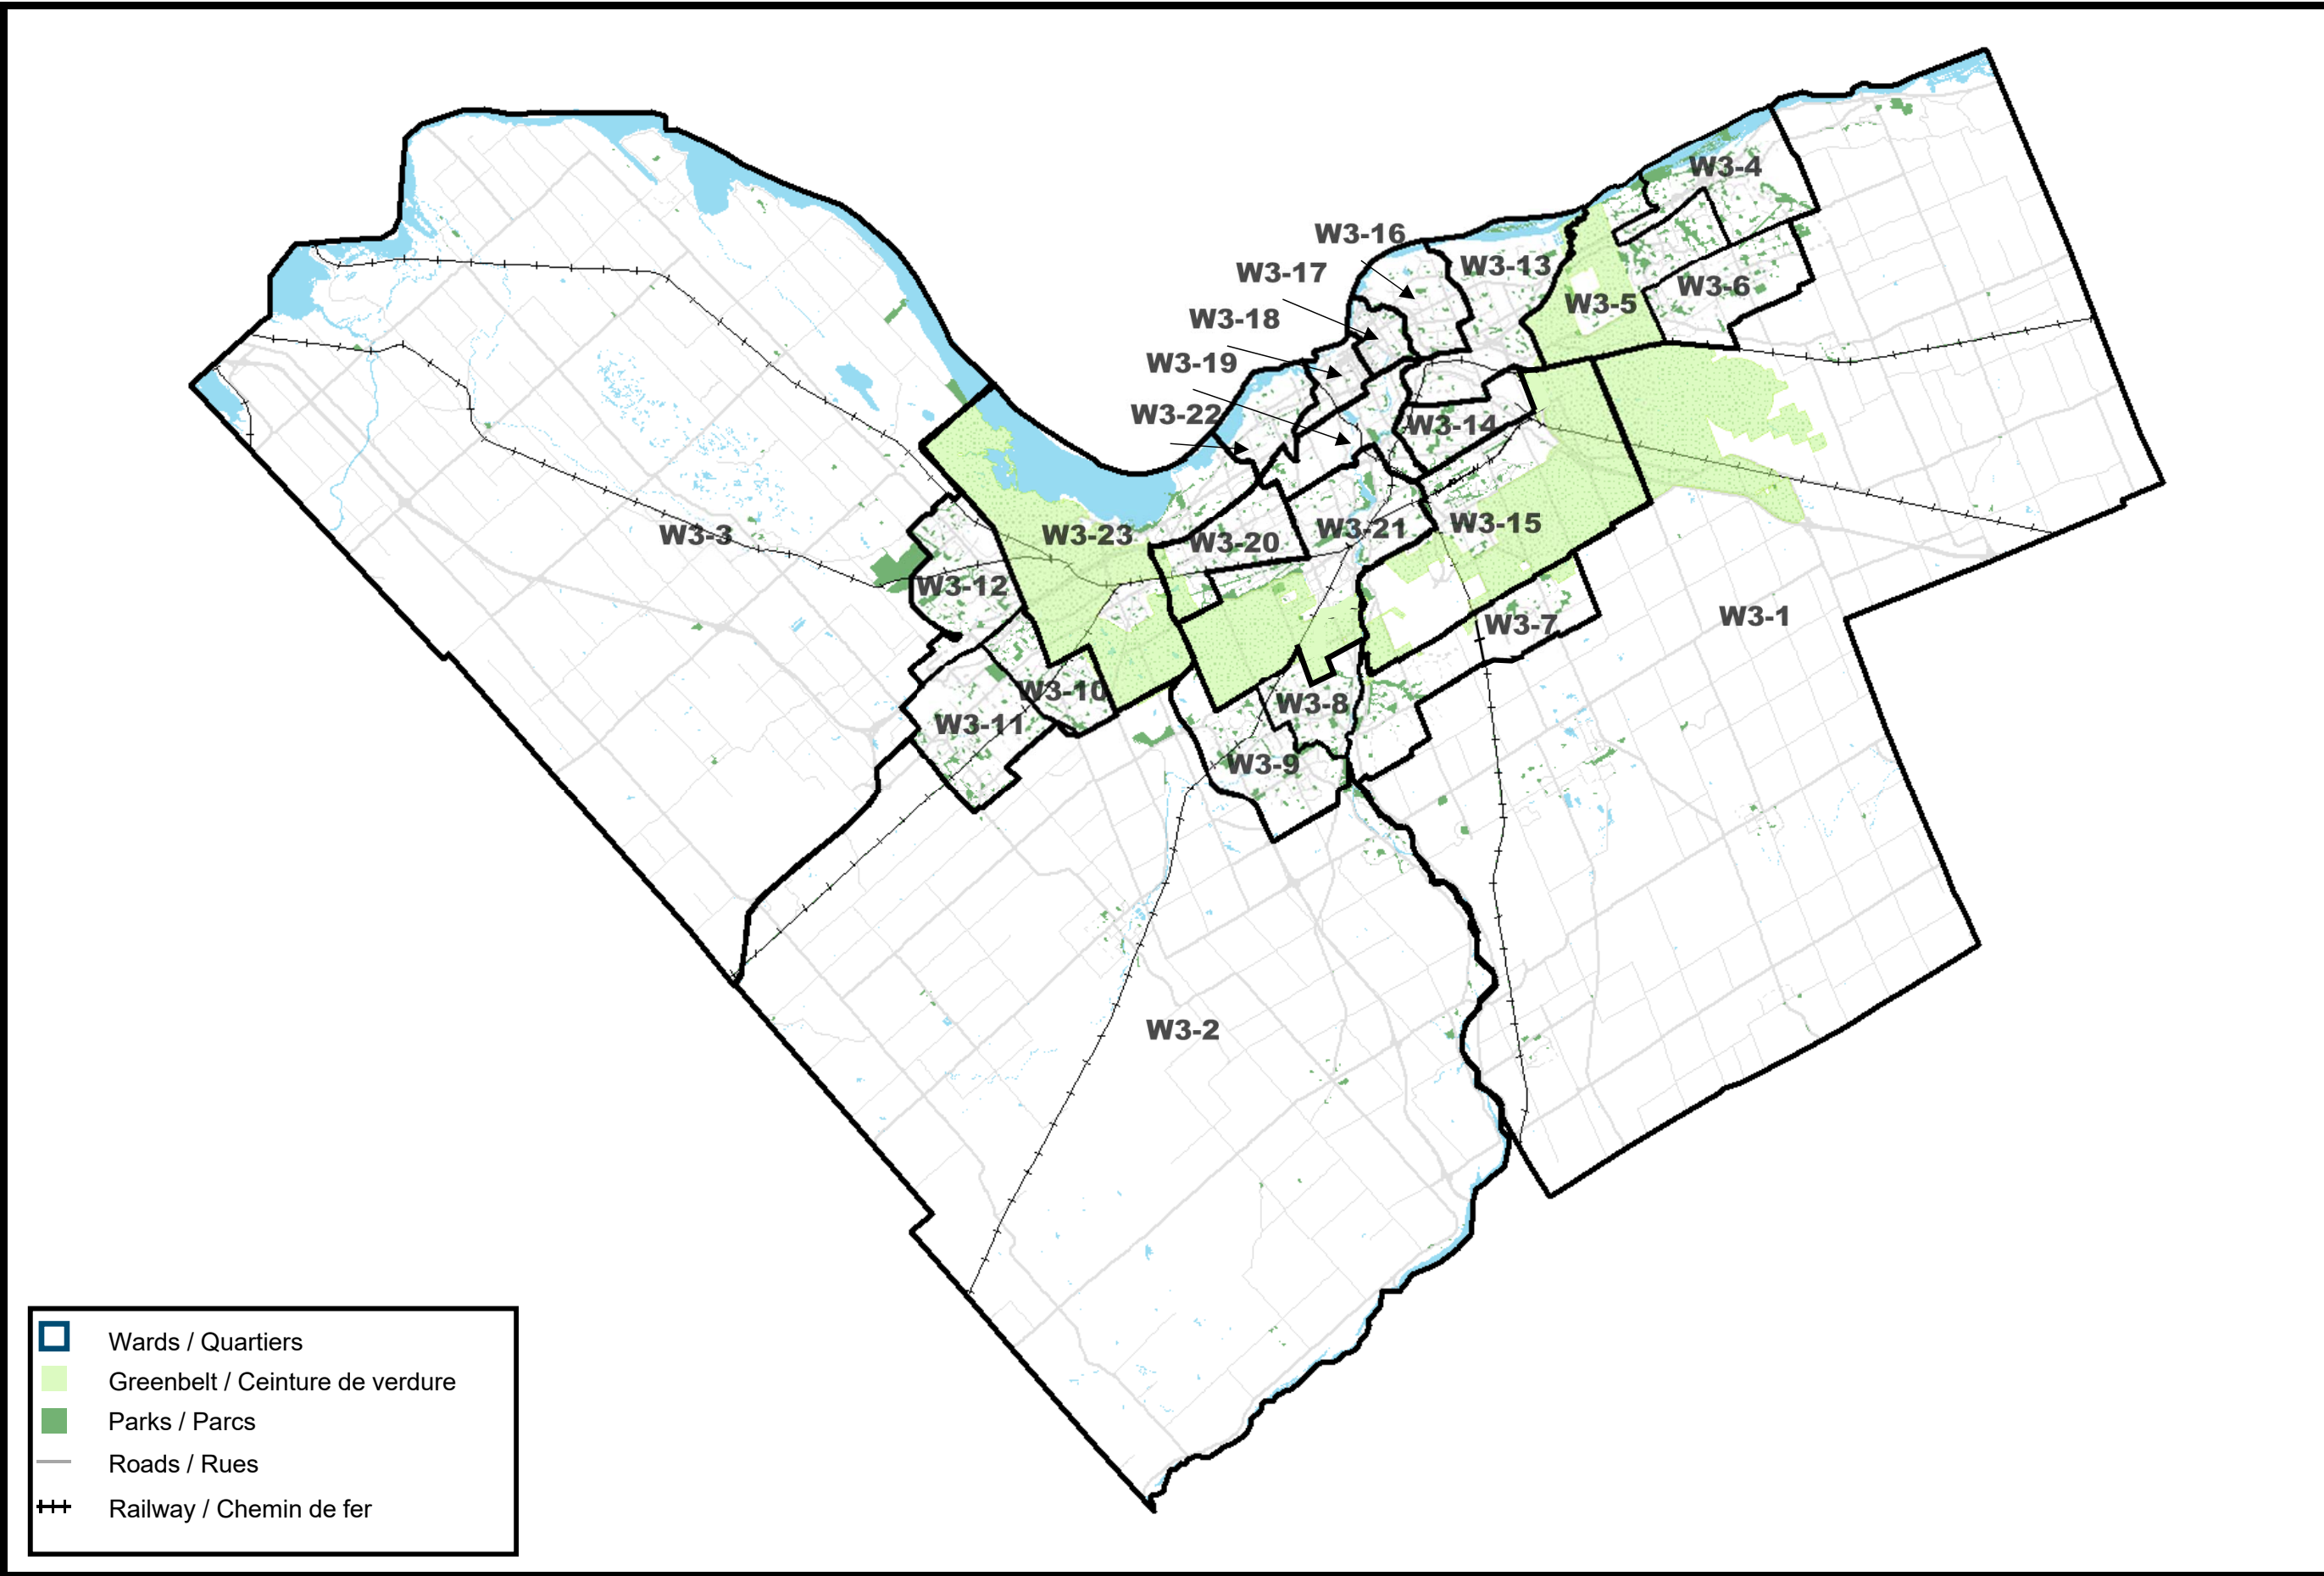 W3-4
W3-16
W3-13
W3-17
W3-6
W3-5
W3-18
W3-19
W3-22
W3-14
W3-15
W3-21
W3-3
W3-23
W3-20
W3-12
W3-1
W3-7
W3-10
W3-8
W3-11
W3-9
W3-2
Wards / Quartiers
Greenbelt / Ceinture de verdure
Parks / Parcs
Roads / Rues
Railway / Chemin de fer